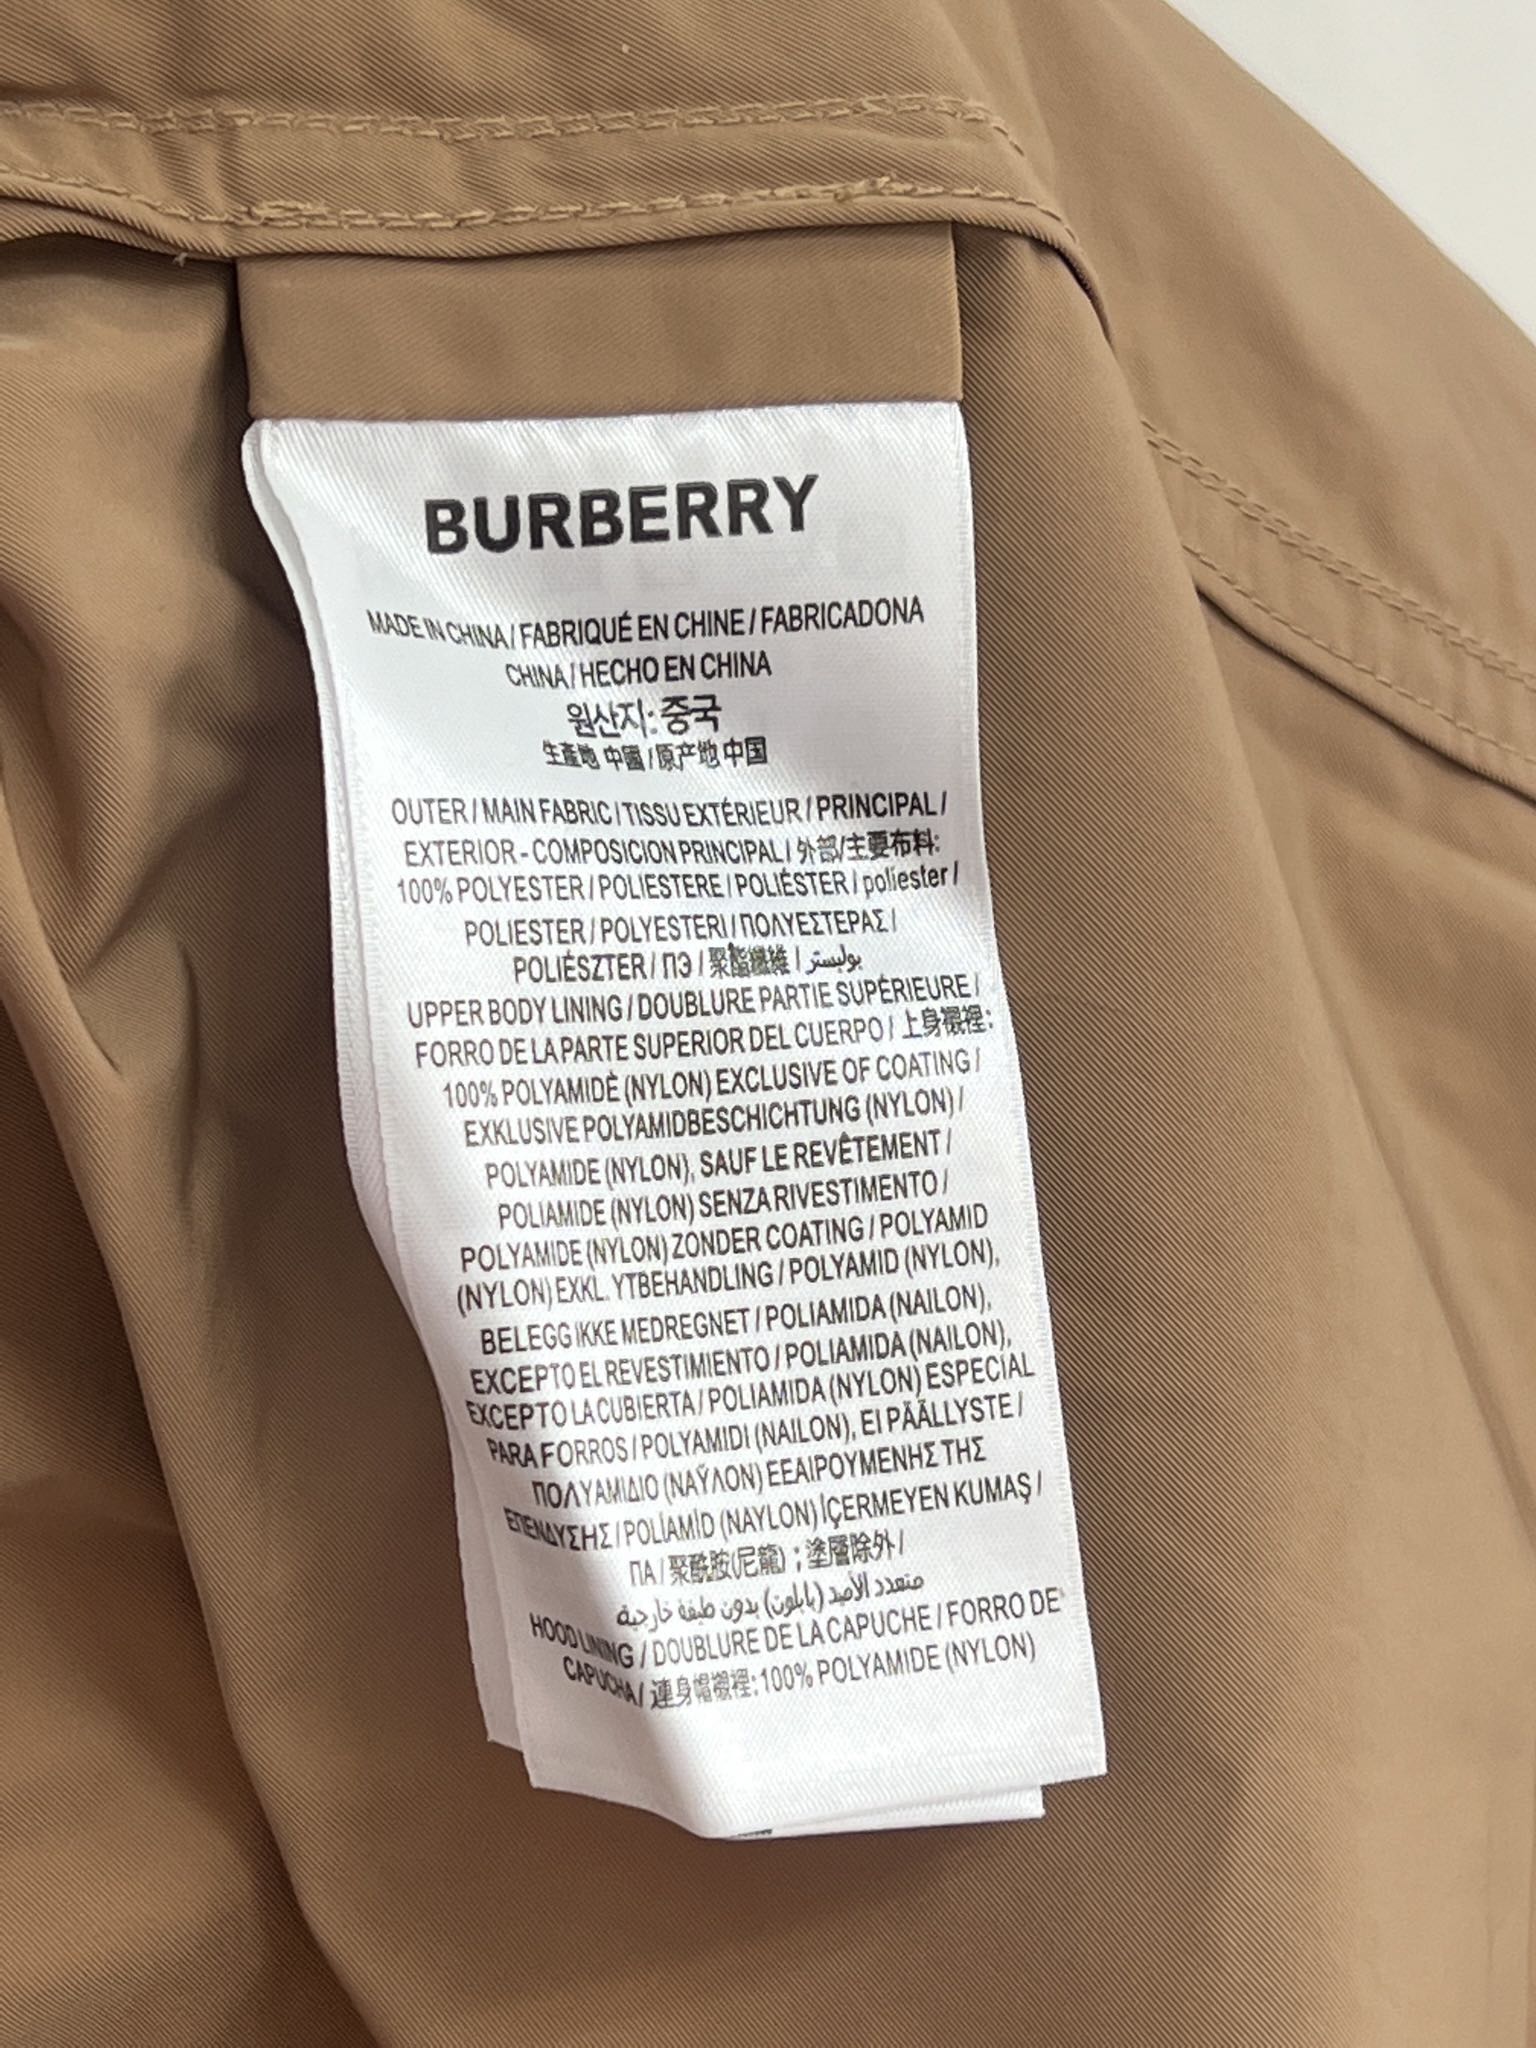 BURBERRY
MADE IN CHINA / FABRIQUÉ EN CHINE / FABRICADONA
CHINA / HECHO EN CHINA
원산지: 중국
生產地 中國 / 原产地 中国
OUTER / MAIN FABRIC / TISSU EXTÉRIEUR / PRINCIPAL /
EXTERIOR - COMPOSICION PRINCIPAL / 外部/主要布料:
100% POLYESTER / POLIESTERE / POLIÉSTER / poliester /
POLIESTER / POLYESTERI / ΠΟΛΥΕΣΤΕΡΑΣ /
POLIÉSZTER / ПЭ / 聚酯纖維 / بوليستر
UPPER BODY LINING / DOUBLURE PARTIE SUPÉRIEURE /
FORRO DE LA PARTE SUPERIOR DEL CUERPO / 上身襯裡:
100% POLYAMIDE (NYLON) EXCLUSIVE OF COATING /
EXKLUSIVE POLYAMIDBESCHICHTUNG (NYLON) /
POLYAMIDE (NYLON), SAUF LE REVÊTEMENT /
POLIAMIDE (NYLON) SENZA RIVESTIMENTO /
POLYAMIDE (NYLON) ZONDER COATING / POLYAMID
(NYLON) EXKL. YTBEHANDLING / POLYAMID (NYLON),
BELEGG IKKE MEDREGNET / POLIAMIDA (NAILON),
EXCEPTO EL REVESTIMIENTO / POLIAMIDA (NAILON),
EXCEPTO LA CUBIERTA / POLIAMIDA (NYLON) ESPECIAL
PARA FORROS / POLYAMIDI (NAILON), EI PÄÄLLYSTE /
ΠΟΛΥΑΜΙΔΙΟ (ΝΑΫΛΟΝ) ΕΕΑΙΡΟΥΜΕΝΗΣ ΤΗΣ
ΕΠΕΝΔΥΣΗΣ / POLİAMİD (NAYLON) İÇERMEYEN KUMAŞ /
ПА / 聚酰胺(尼龍)；塗層除外 /
متعدد الأميد (نايلون) بدون طبقة خارجية
HOOD LINING / DOUBLURE DE LA CAPUCHE / FORRO DE
CAPUCHA / 連身帽襯裡: 100% POLYAMIDE (NYLON)